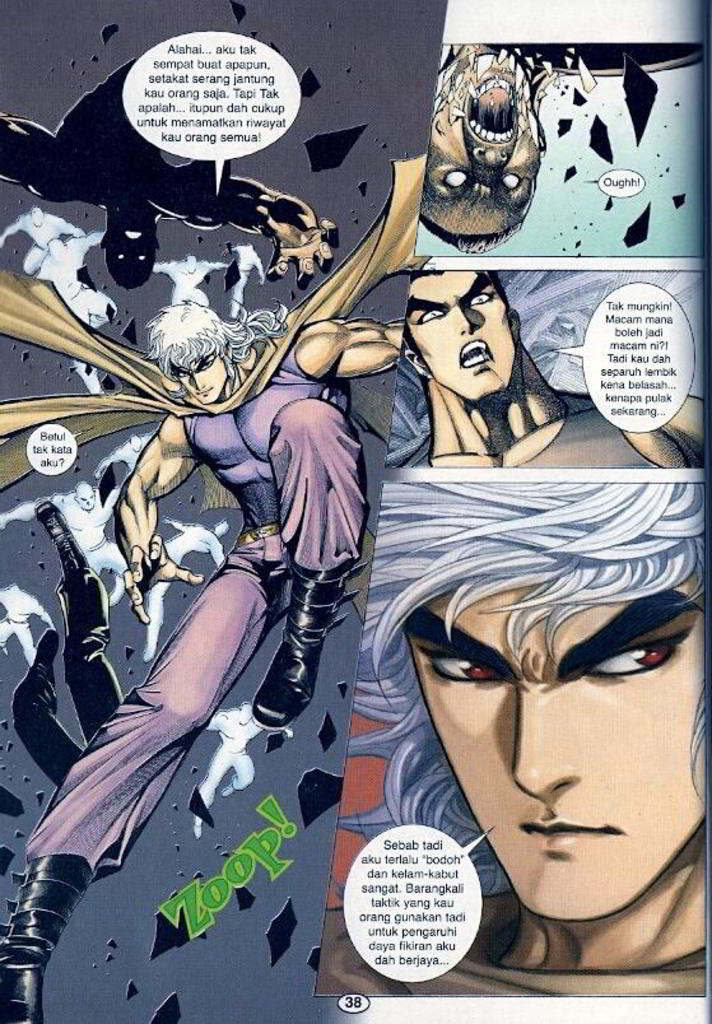 Alahai... aku tak
sempat buat apapun,
setakat serang jantung
kau orang saja. Tapi Tak
apalah... itupun dah cukup
untuk menamatkan riwayat
kau orang semua!
Betul
tak kata
aku?
Zoop!
Oughh!
Tak mungkin!
Macam mana
boleh jadi
macam ni?!
Tadi kau dah
separuh lembik
kena belasah...
kenapa pulak
sekarang...
Sebab tadi
aku terlalu "bodoh"
dan kelam-kabut
sangat. Barangkali
taktik yang kau
orang gunakan tadi
untuk pengaruhi
daya fikiran aku
dah berjaya...
38